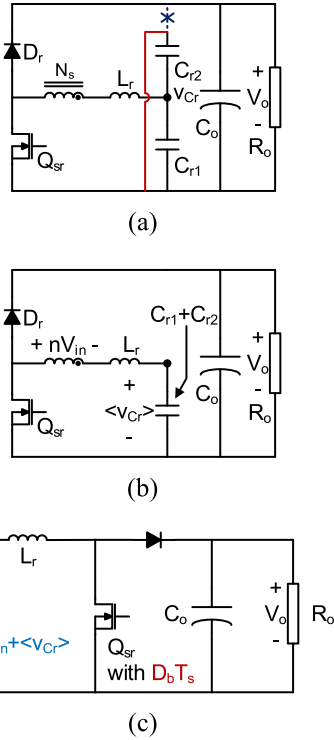 Dr
Ns
Lr
Cr2
vCr
Cr1
Qsr
Co
+
Vo
-
Ro
(a)
Dr
+ nVin -
Lr
Cr1+Cr2
Qsr
+
<vCr>
-
Co
+
Vo
-
Ro
(b)
Lr
n+<vCr>
Qsr
with DbTs
Co
+
Vo
-
Ro
(c)